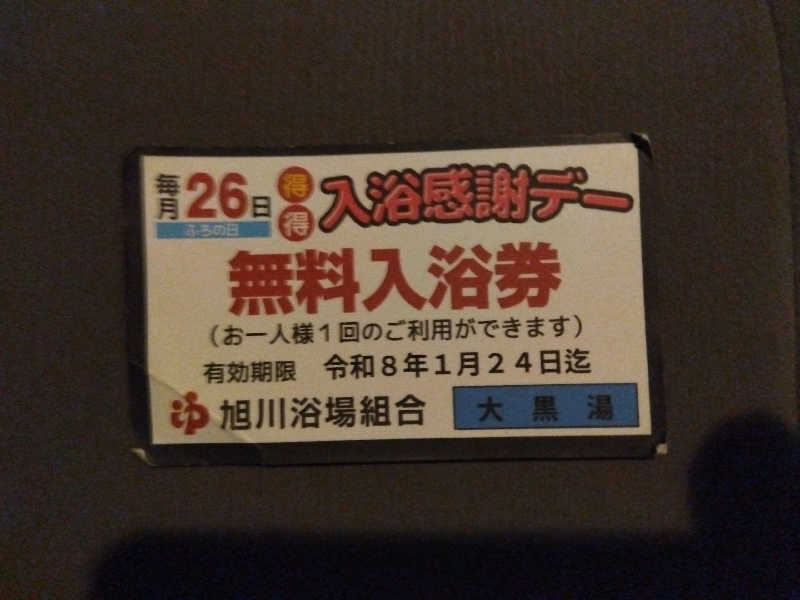 毎月26日 得得 入浴感謝デー
ふろの日
無料入浴券
（お一人様１回のご利用ができます）
有効期限 令和８年１月２４日迄
旭川浴場組合 大黒湯